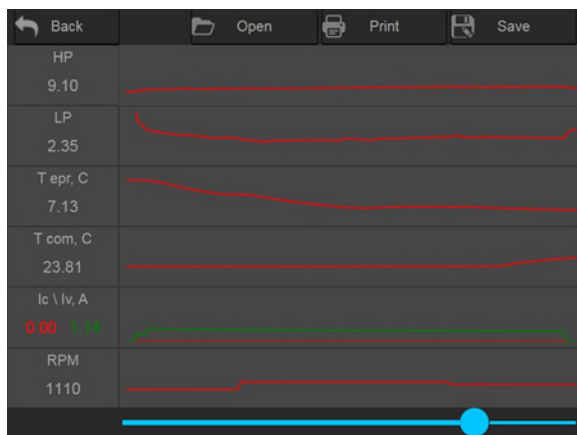 Back
Open
Print
Save
HP
9.10
LP
2.35
T epr, C
7.13
T com, C
23.81
Ic \ Iv, A
0.00
RPM
1110